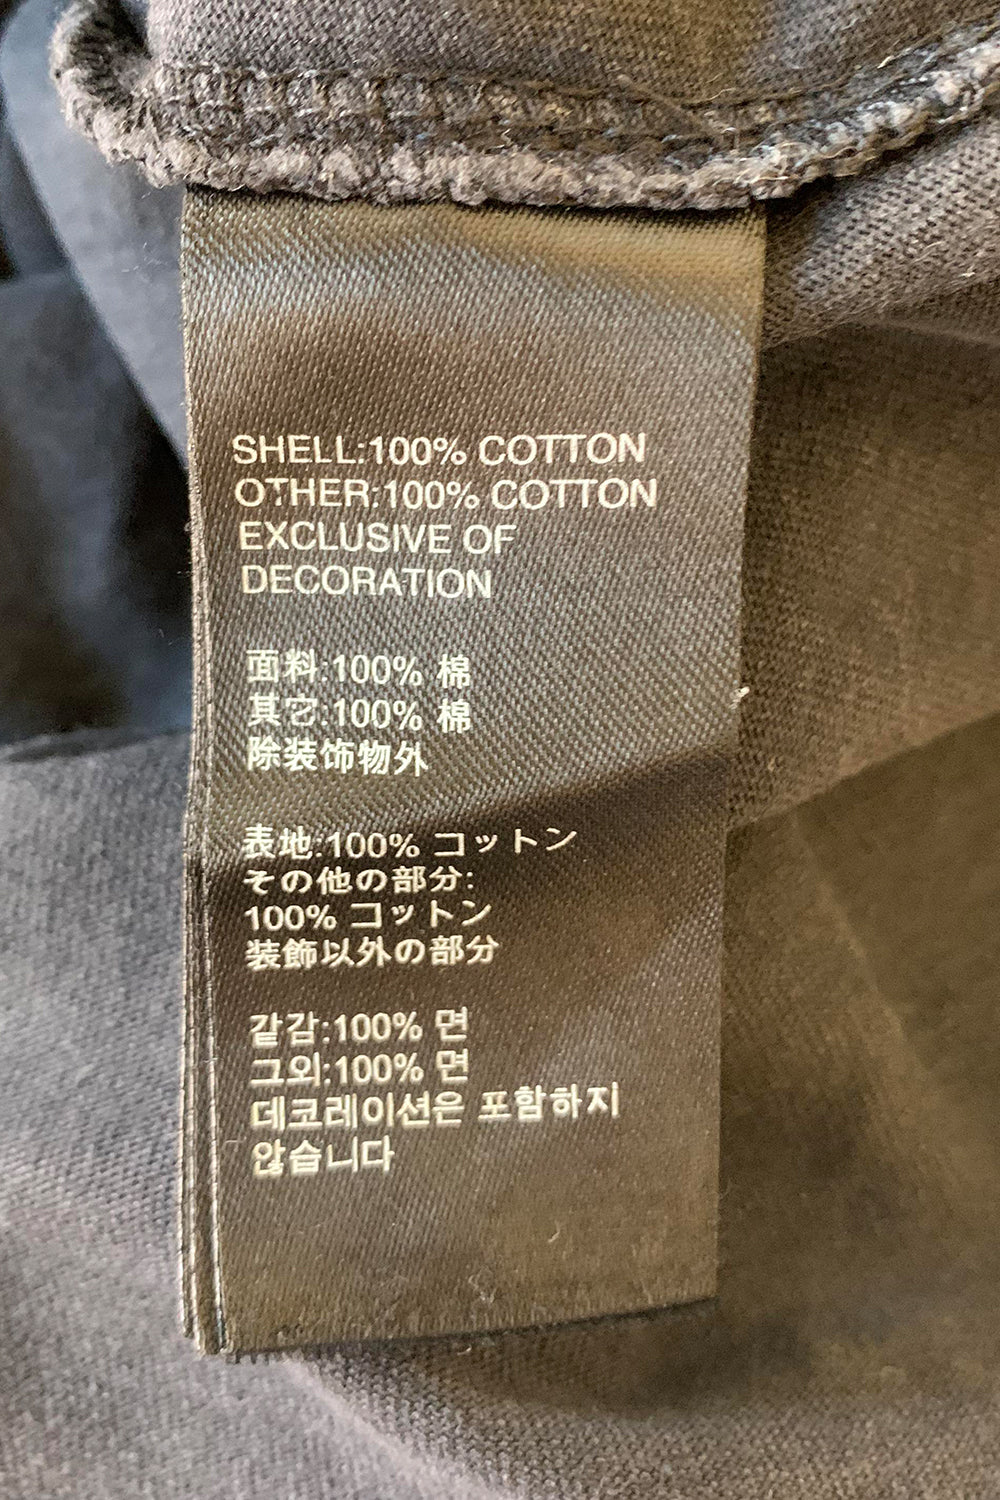 SHELL:100% COTTON
OTHER:100% COTTON
EXCLUSIVE OF
DECORATION
面料:100% 棉
其它:100% 棉
除装饰物外
表地:100% コットン
その他の部分:
100% コットン
装飾以外の部分
겉감:100% 면
그외:100% 면
데코레이션은 포함하지
않습니다